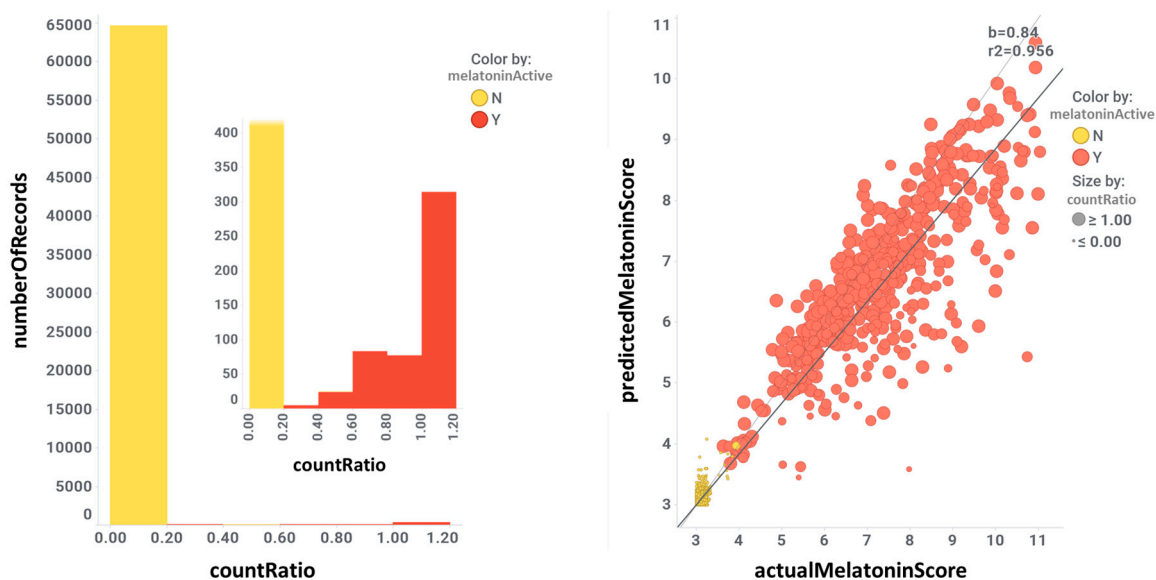 numberOfRecords
65000
60000
55000
50000
45000
40000
35000
30000
25000
20000
15000
10000
5000
0
0.00 0.20 0.40 0.60 0.80 1.00 1.20
countRatio
400
350
300
250
200
150
100
50
0
0.00 0.20 0.40 0.60 0.80 1.00 1.20
countRatio
Color by:
melatoninActive
N
Y
predictedMelatoninScore
11
10
9
8
7
6
5
4
3
3 4 5 6 7 8 9 10 11
actualMelatoninScore
b=0.84
r2=0.956
Color by:
melatoninActive
N
Y
Size by:
countRatio
≥ 1.00
≤ 0.00